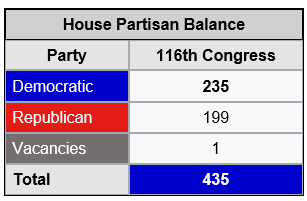 House Partisan Balance
Party 116th Congress
Democratic 235
Republican 199
Vacancies 1
Total 435